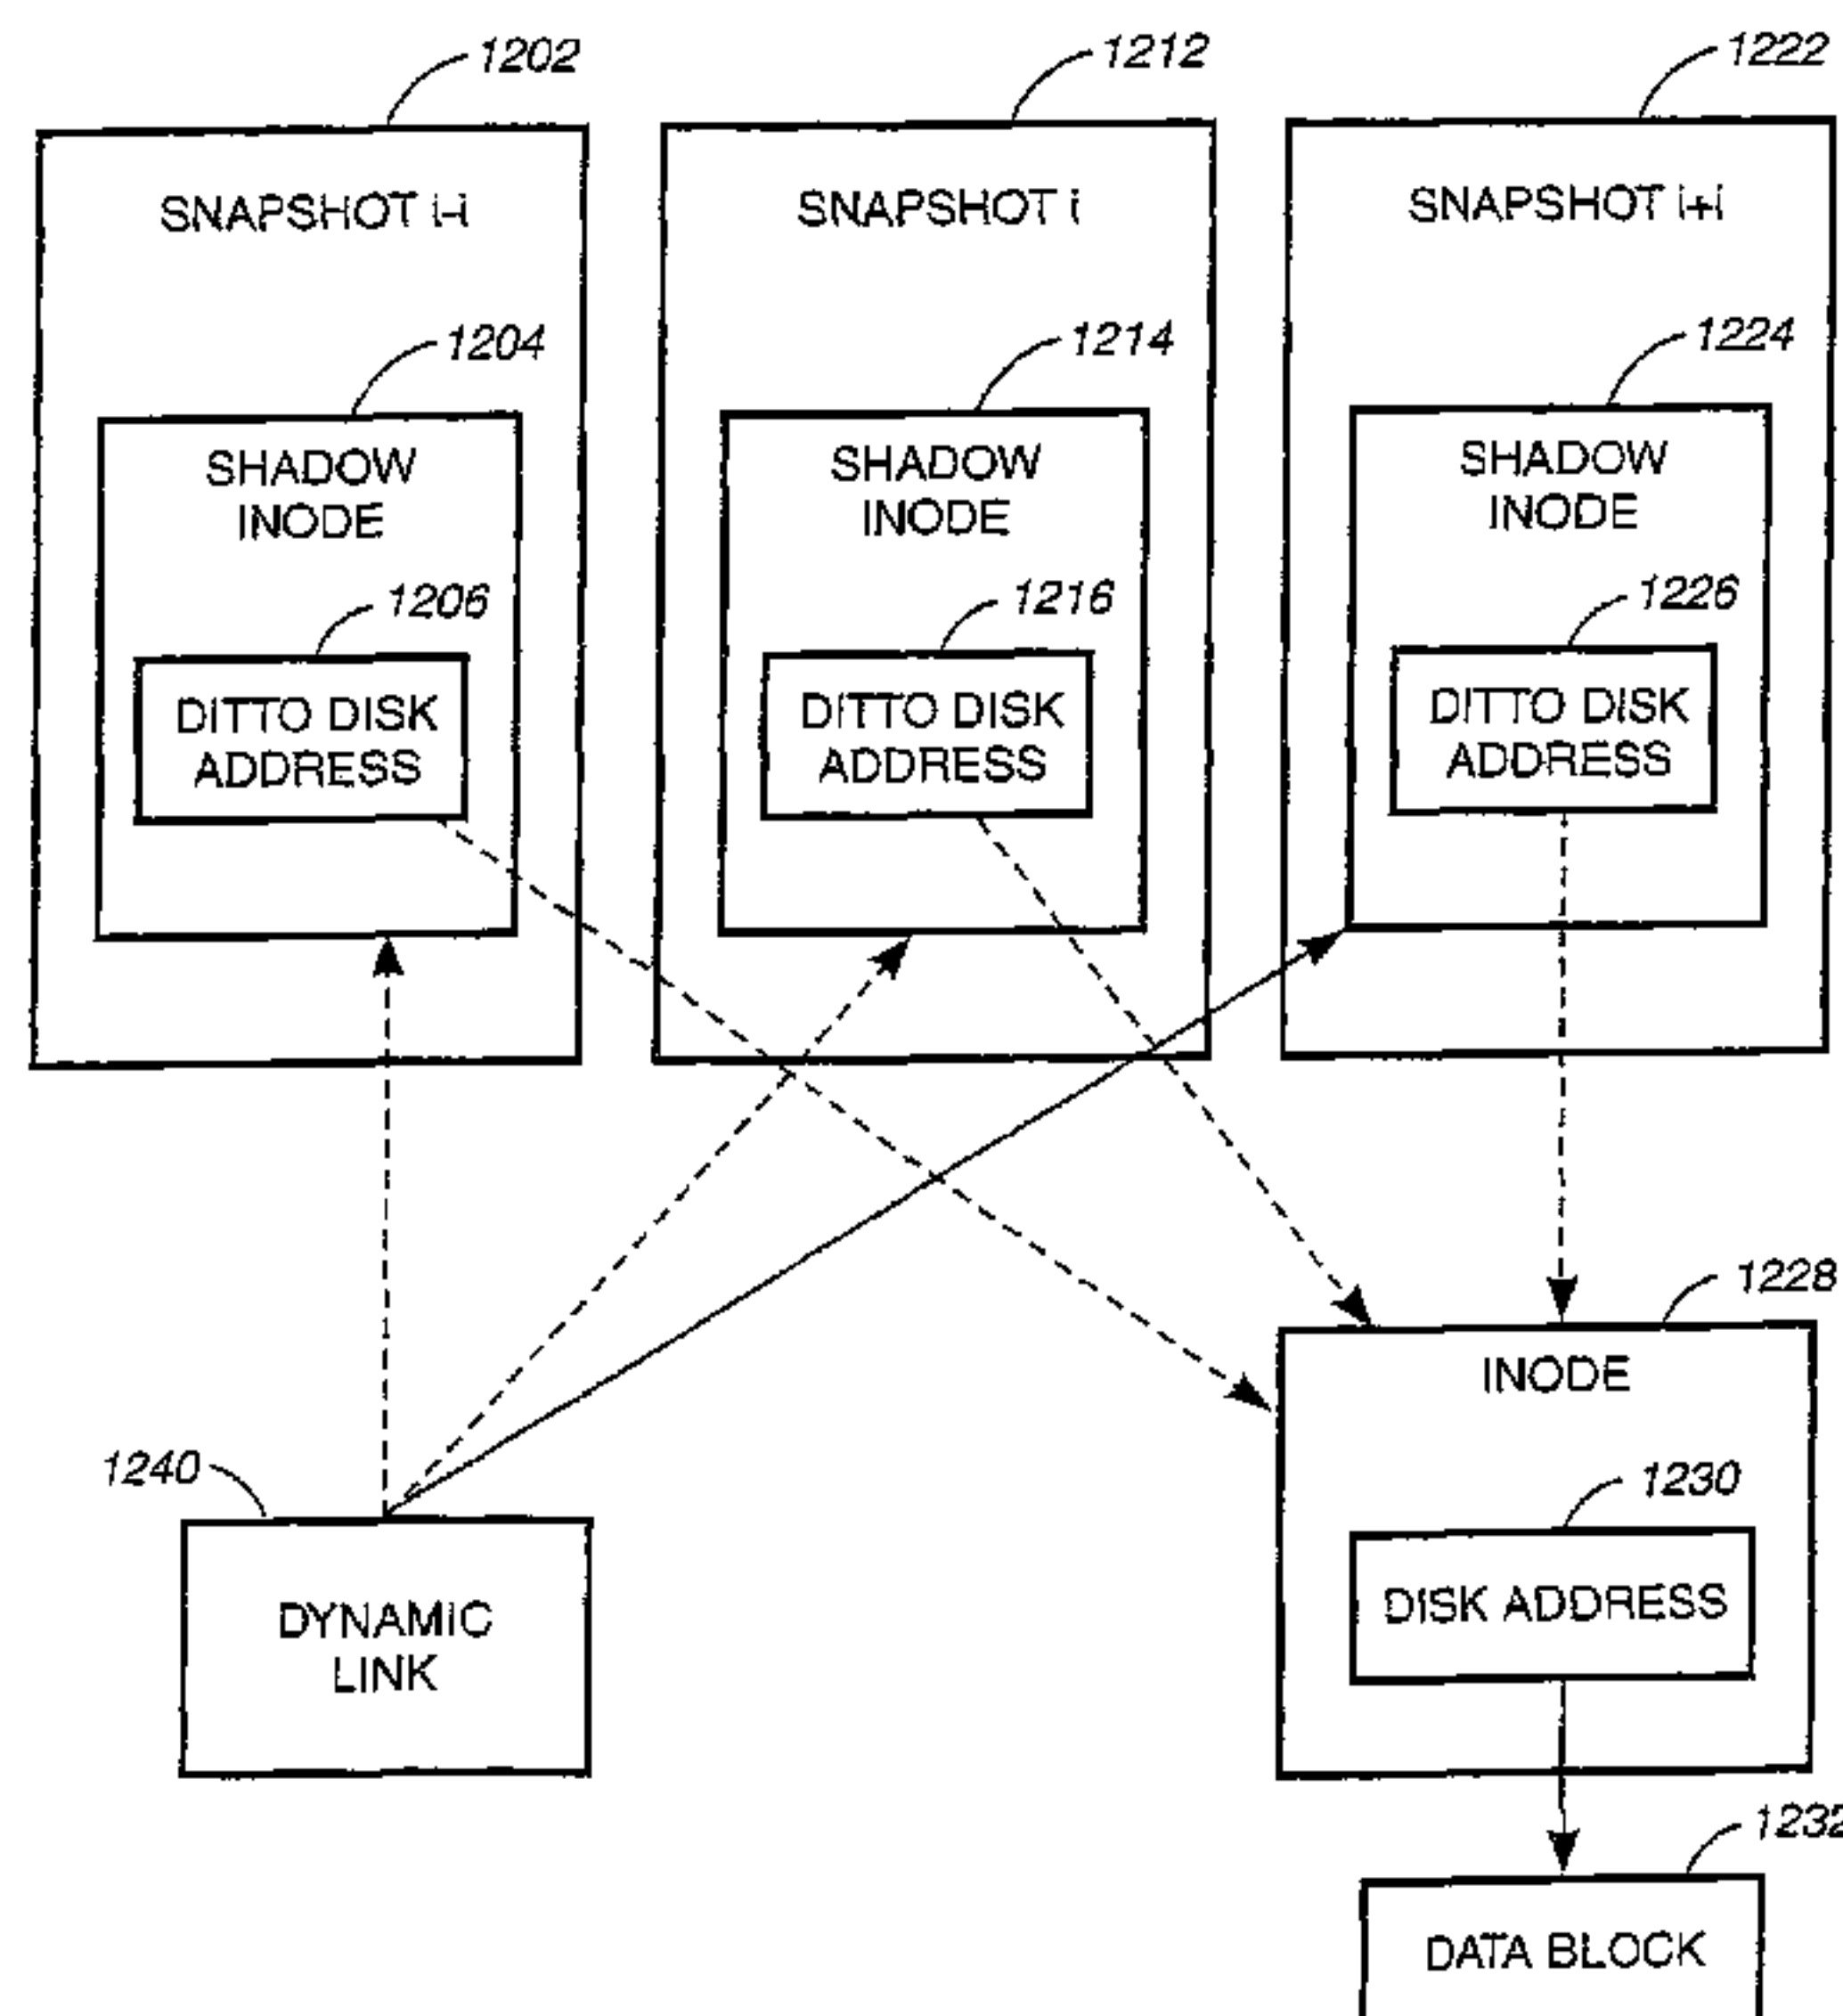 1202
1212
1222
SNAPSHOT i-i
SNAPSHOT i
SNAPSHOT i+i
1204
1214
1224
SHADOW
INODE
SHADOW
INODE
SHADOW
INODE
1206
1216
1226
DITTO DISK
ADDRESS
DITTO DISK
ADDRESS
DITTO DISK
ADDRESS
1228
INODE
1240
1230
DYNAMIC
LINK
DISK ADDRESS
1232
DATA BLOCK